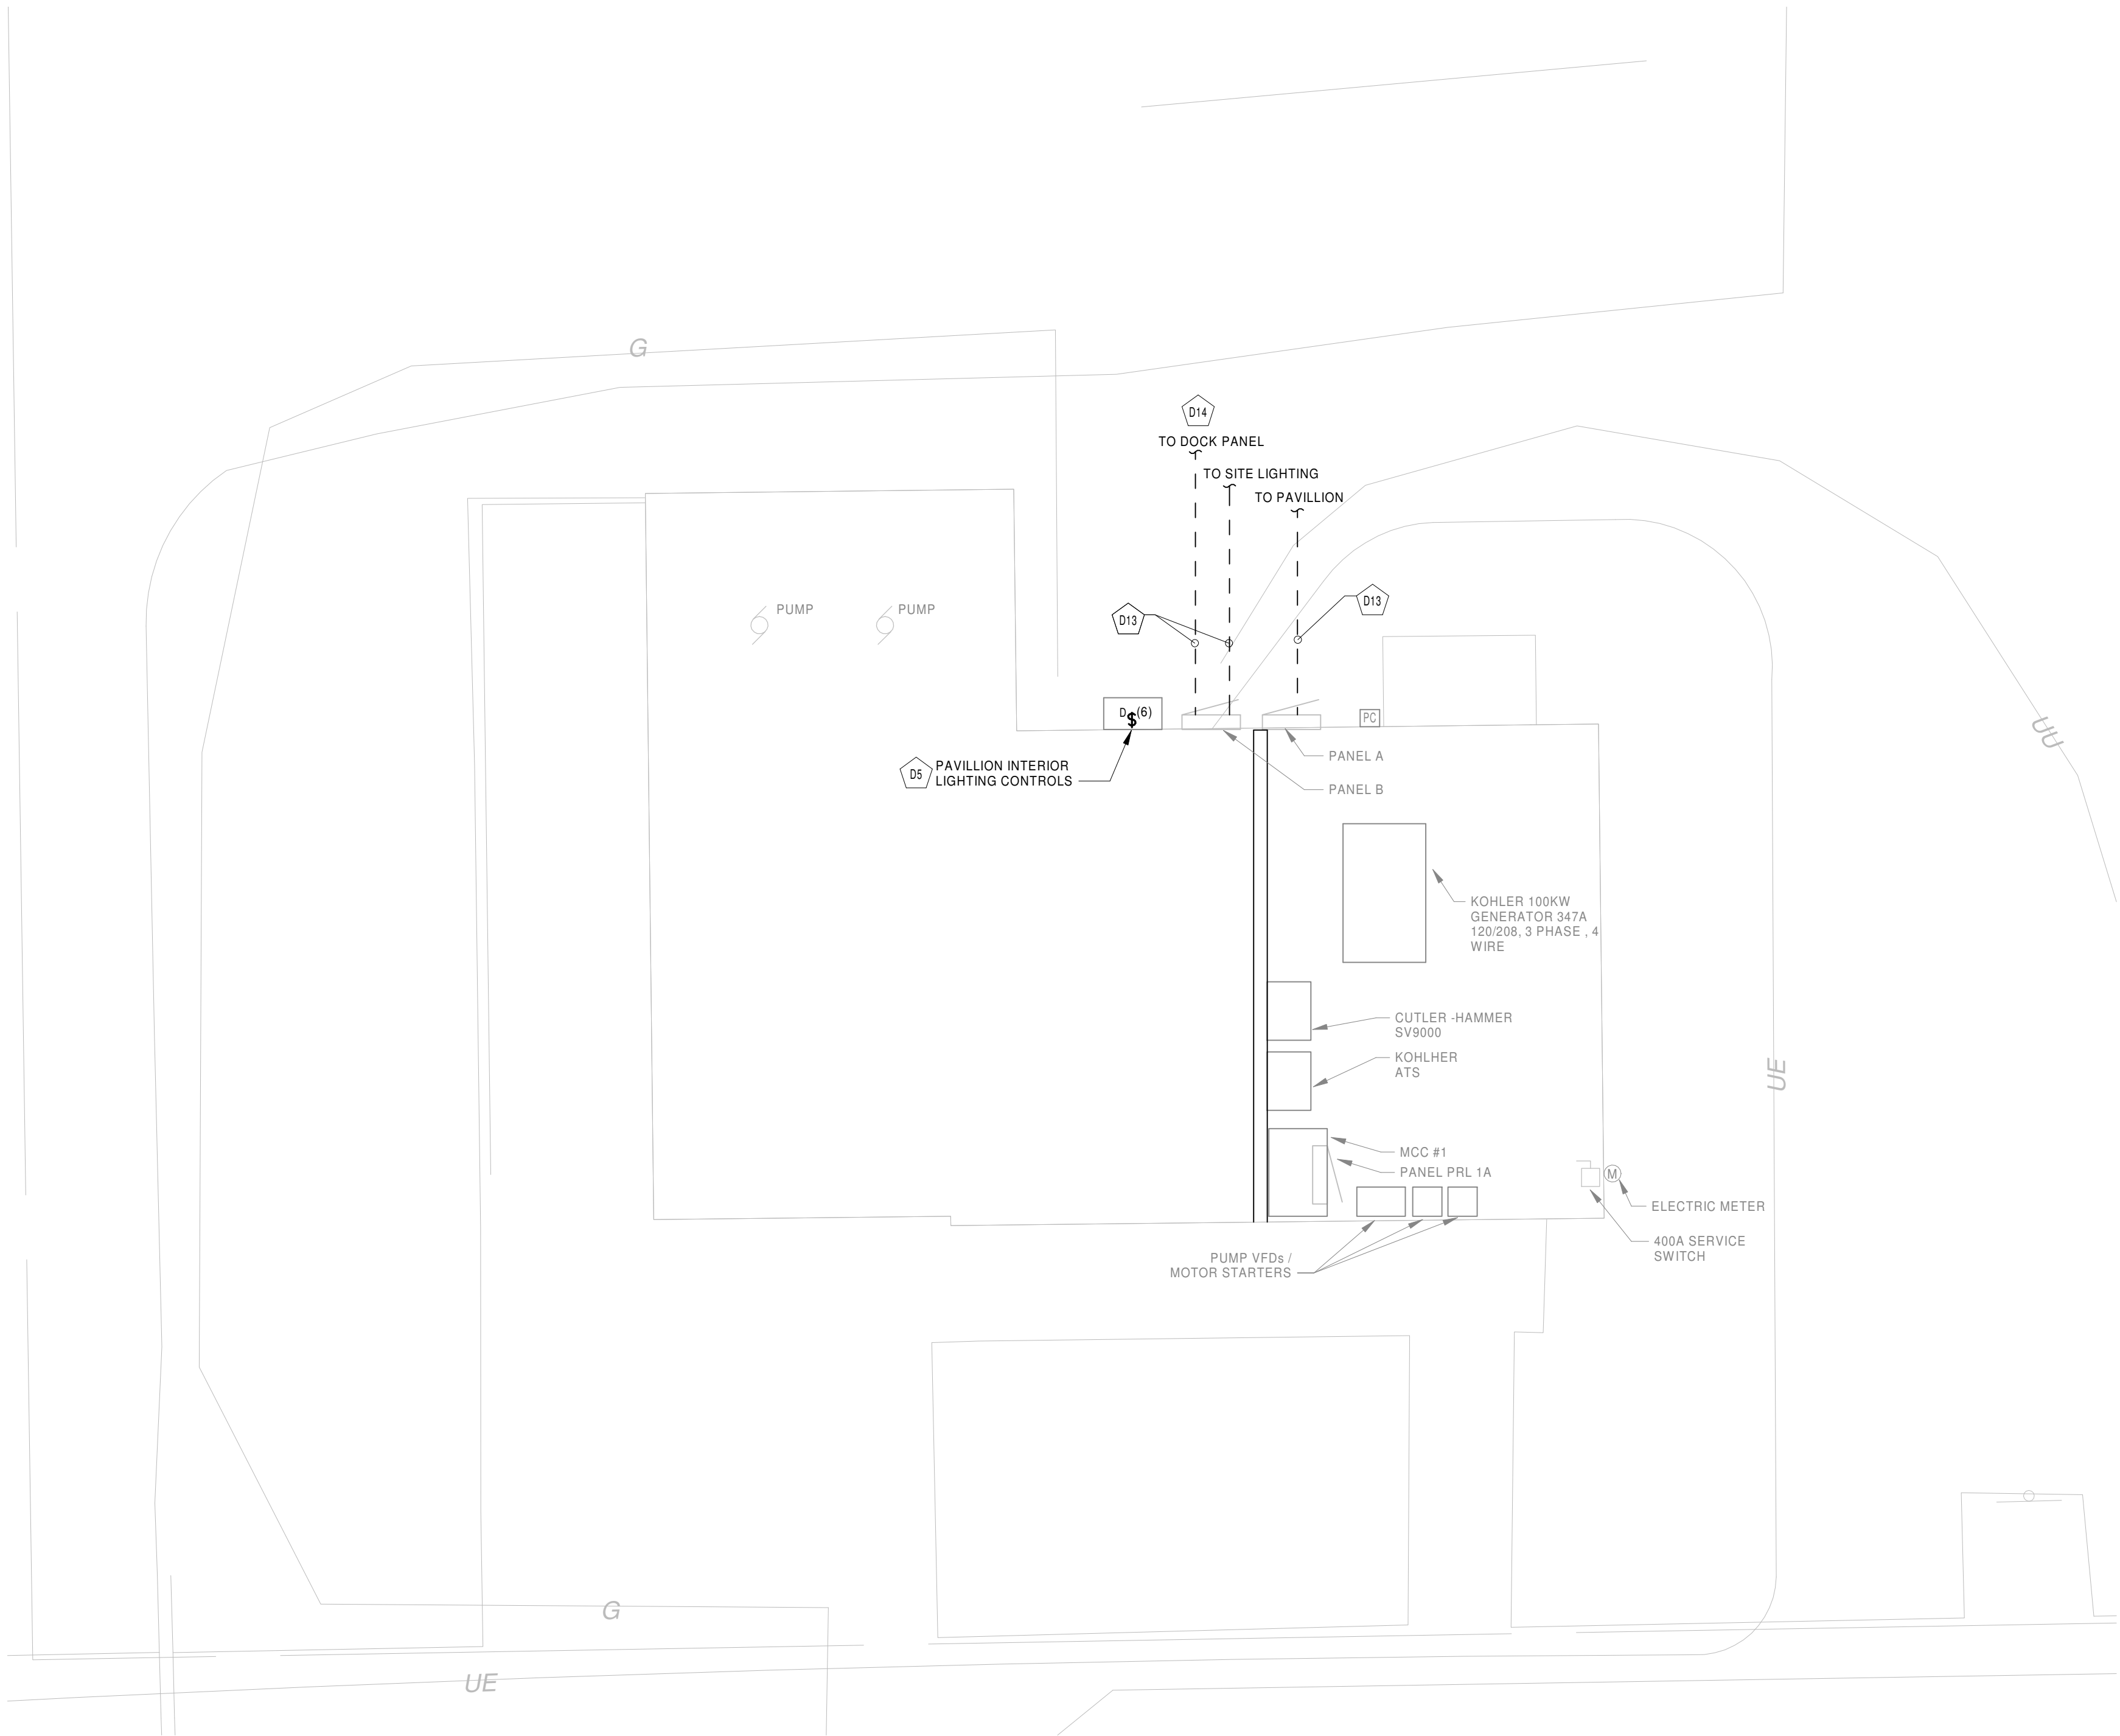 G
D14
TO DOCK PANEL
TO SITE LIGHTING
TO PAVILLION
PUMP
PUMP
D13
D13
D $ (6)
PC
UU
D5
PAVILLION INTERIOR
LIGHTING CONTROLS
PANEL A
PANEL B
KOHLER 100KW
GENERATOR 347A
120/208, 3 PHASE , 4
WIRE
CUTLER -HAMMER
SV9000
KOHLHER
ATS
UE
MCC #1
PANEL PRL 1A
M
ELECTRIC METER
400A SERVICE
SWITCH
PUMP VFDs /
MOTOR STARTERS
G
UE